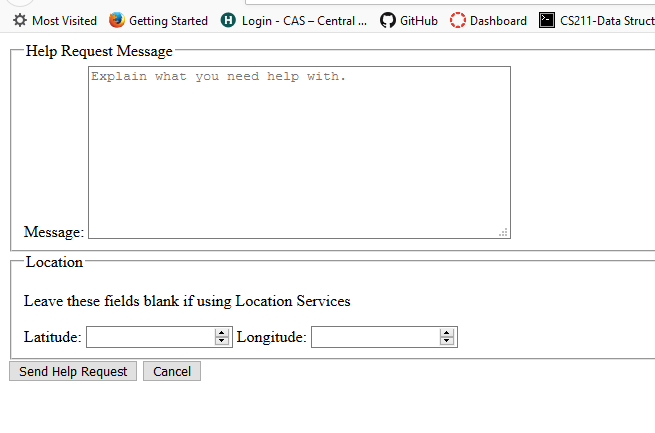 Most Visited Getting Started Login - CAS – Central ... GitHub Dashboard CS211-Data Struct
Help Request Message
Explain what you need help with.
Message:
Location
Leave these fields blank if using Location Services
Latitude: Longitude:
Send Help Request Cancel